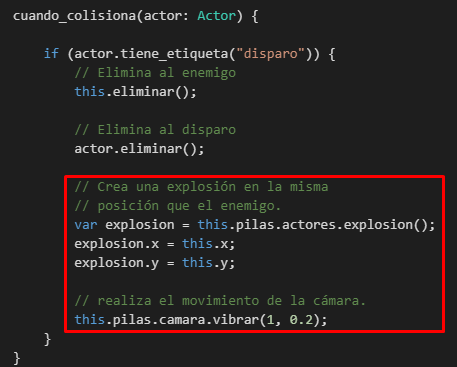 cuando_colisiona(actor: Actor) {
if (actor.tiene_etiqueta("disparo")) {
// Elimina al enemigo
this.eliminar();
// Elimina al disparo
actor.eliminar();
// Crea una explosión en la misma
// posición que el enemigo.
var explosion = this.pilas.actores.explosion();
explosion.x = this.x;
explosion.y = this.y;
// realiza el movimiento de la cámara.
this.pilas.camara.vibrar(1, 0.2);
}
}